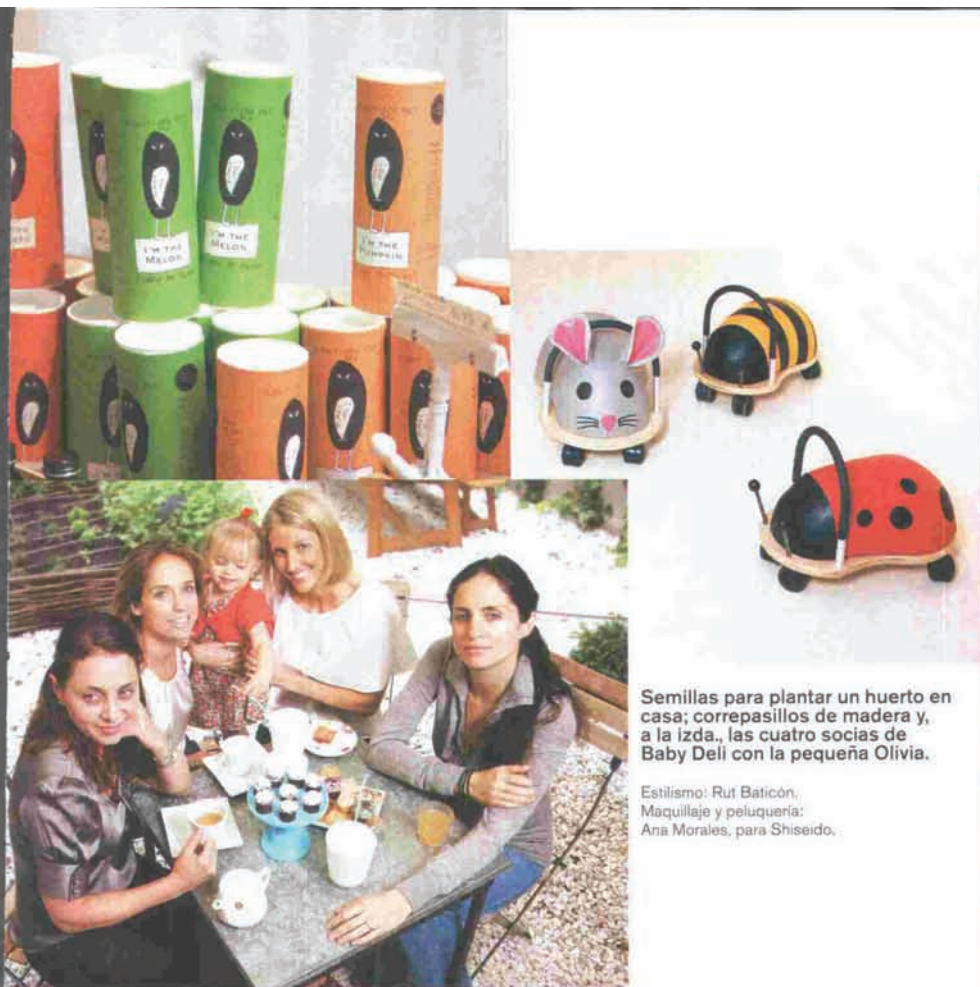 I'M THE
MELON
I'M THE
MELON
I'M THE
PUMPKIN
Semillas para plantar un huerto en
casa; correpasillos de madera y,
a la izda., las cuatro socias de
Baby Deli con la pequeña Olivia.
Estilismo: Rut Baticón.
Maquillaje y peluquería:
Ana Morales, para Shiseido.